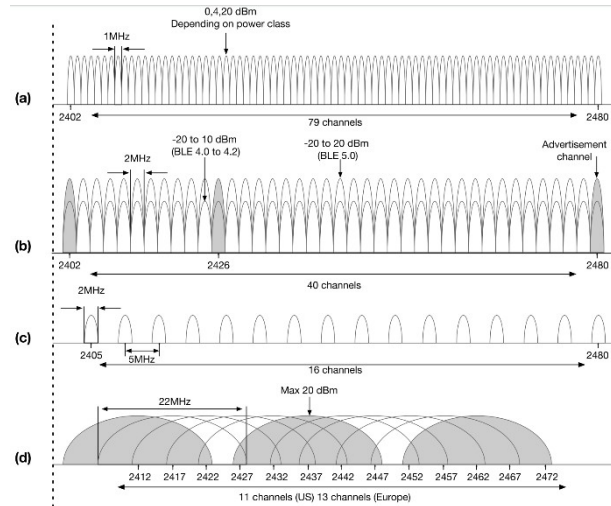 0,4,20 dBm
Depending on power class
1MHz
(a)
2402
2480
79 channels
-20 to 10 dBm
(BLE 4.0 to 4.2)
-20 to 20 dBm
(BLE 5.0)
Advertisement
channel
2MHz
(b)
2402
2426
2480
40 channels
2MHz
(c)
2405
2480
5MHz
16 channels
Max 20 dBm
22MHz
(d)
2412 2417 2422 2427 2432 2437 2442 2447 2452 2457 2462 2467 2472
11 channels (US) 13 channels (Europe)